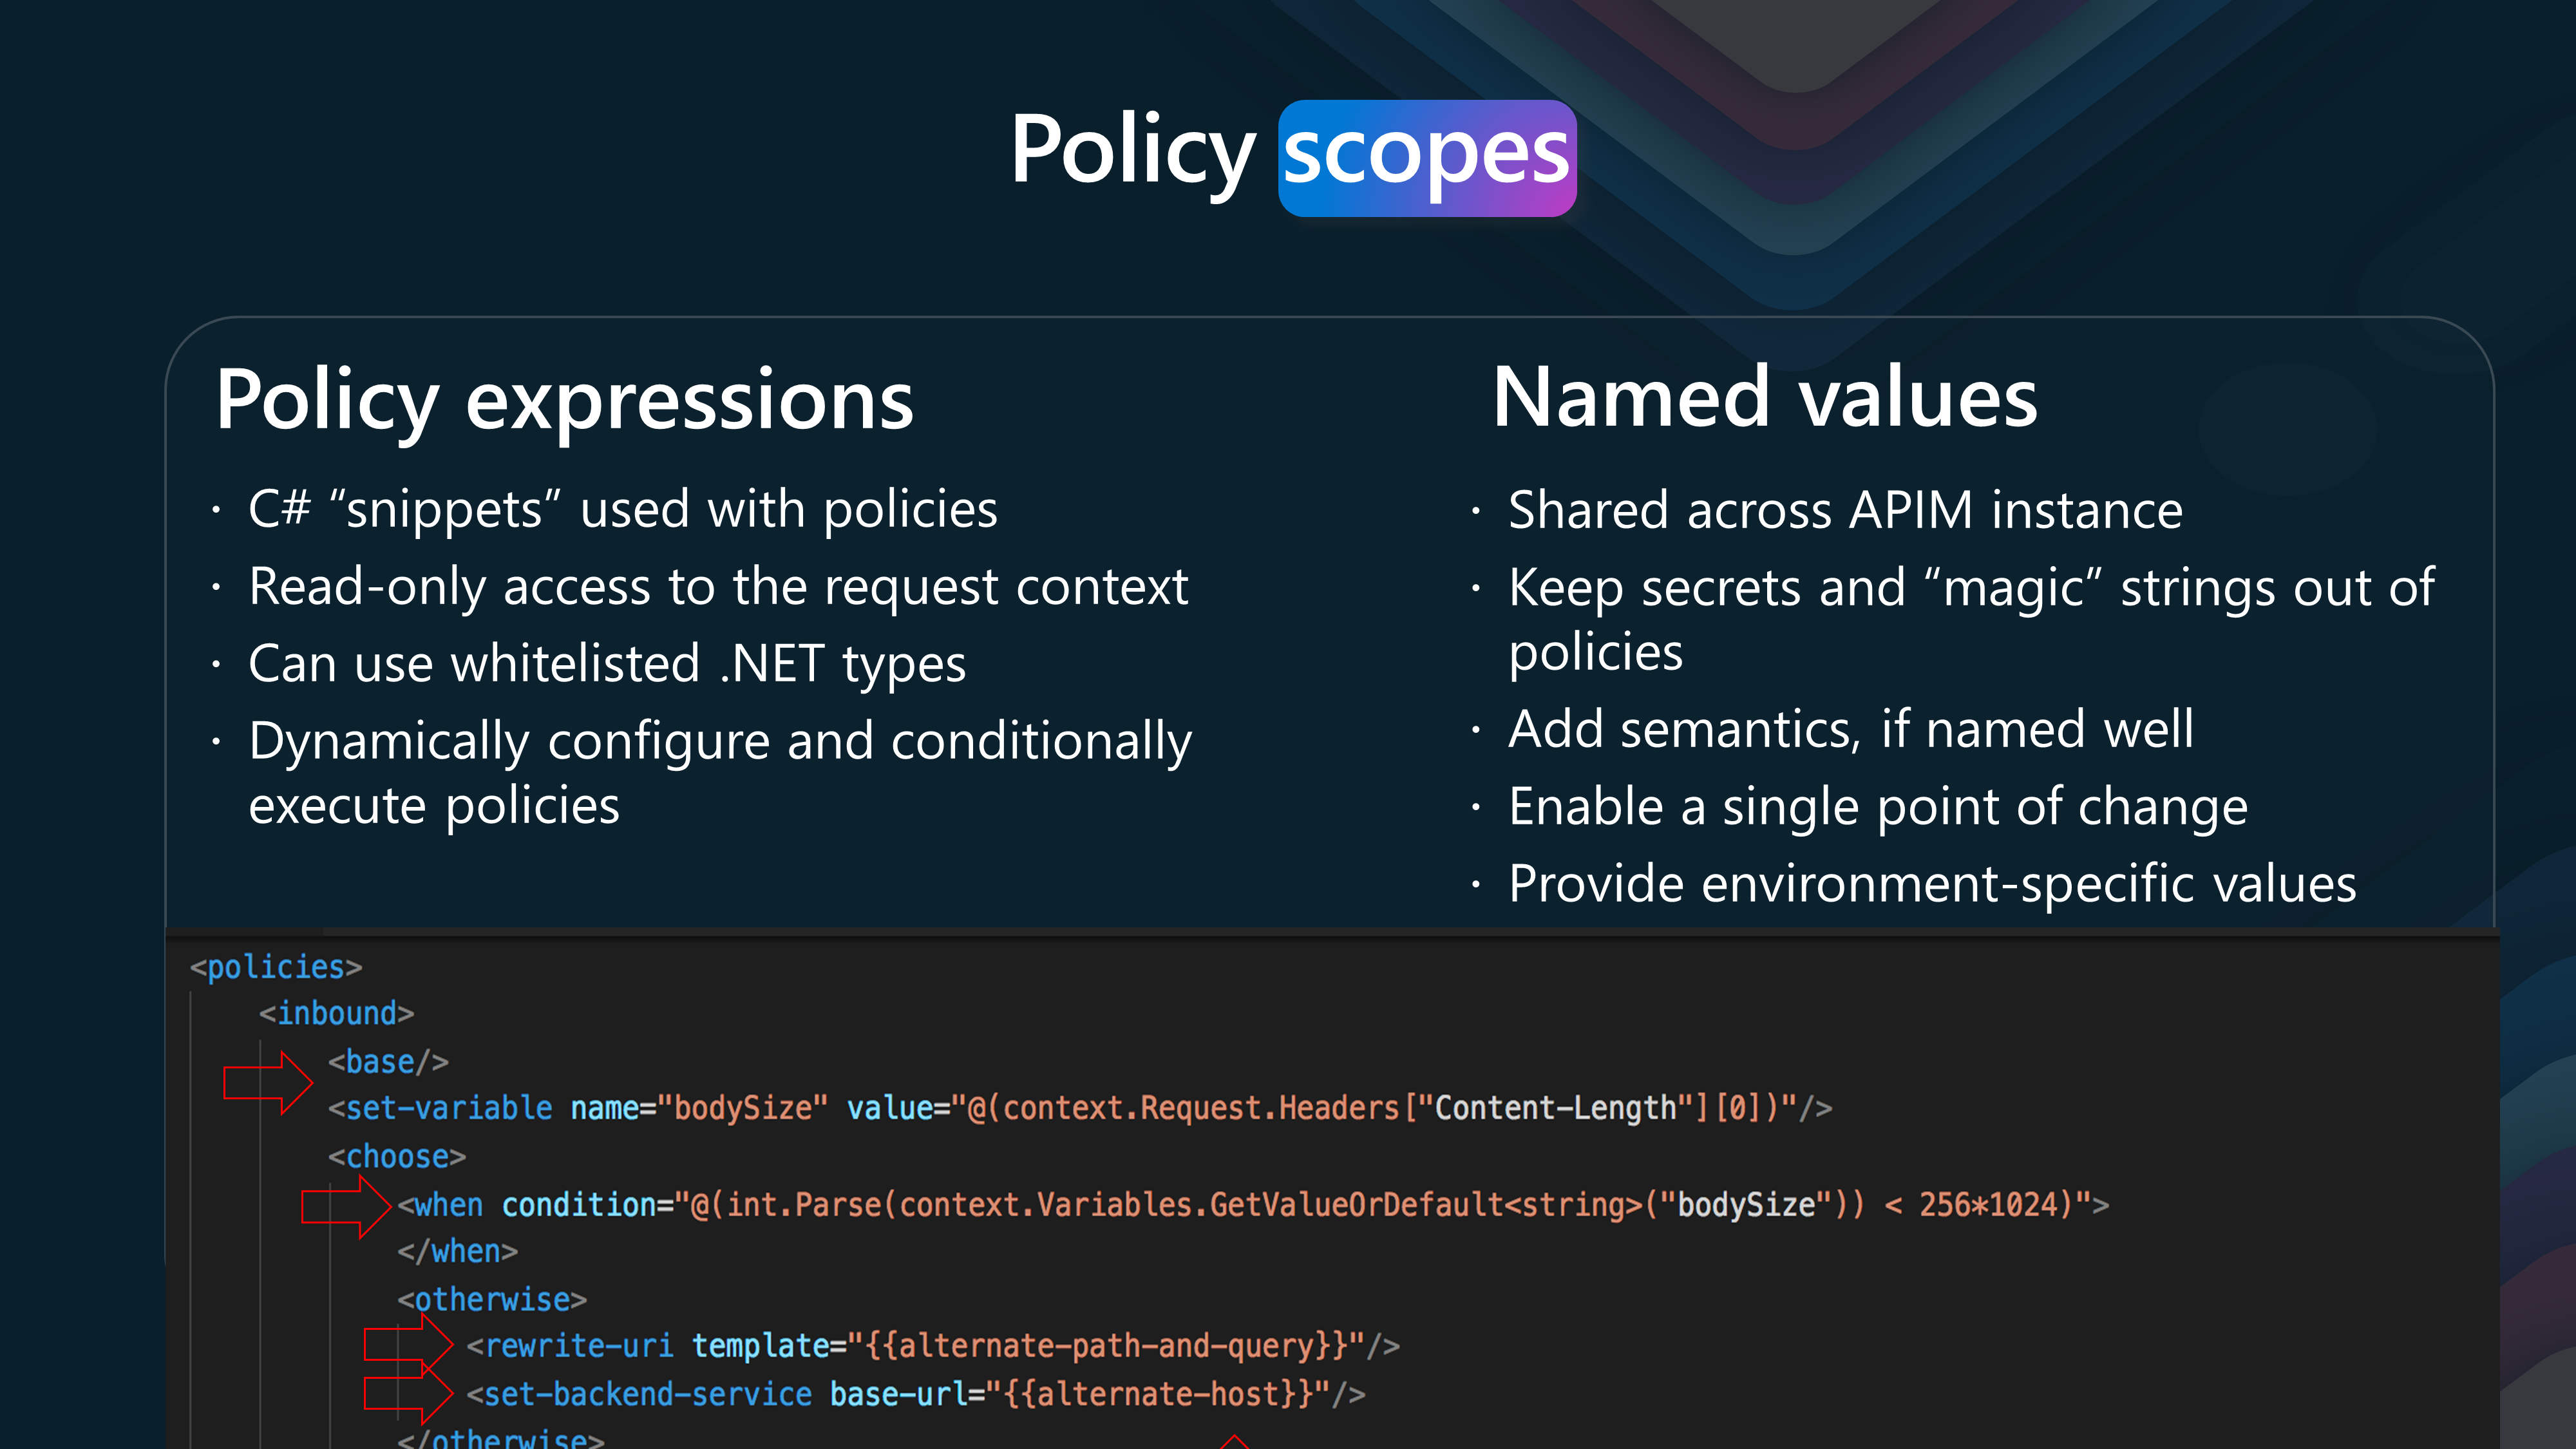 Policy scopes
Policy expressions
· C# “snippets” used with policies
· Read-only access to the request context
· Can use whitelisted .NET types
· Dynamically configure and conditionally
execute policies
Named values
· Shared across APIM instance
· Keep secrets and “magic” strings out of
policies
· Add semantics, if named well
· Enable a single point of change
· Provide environment-specific values
<policies>
<inbound>
<base/>
<set-variable name="bodySize" value="@(context.Request.Headers["Content-Length"][0])"/>
<choose>
<when condition="@(int.Parse(context.Variables.GetValueOrDefault<string>("bodySize")) < 256*1024)">
</when>
<otherwise>
<rewrite-uri template="{{alternate-path-and-query}}"/>
<set-backend-service base-url="{{alternate-host}}"/>
</otherwise>